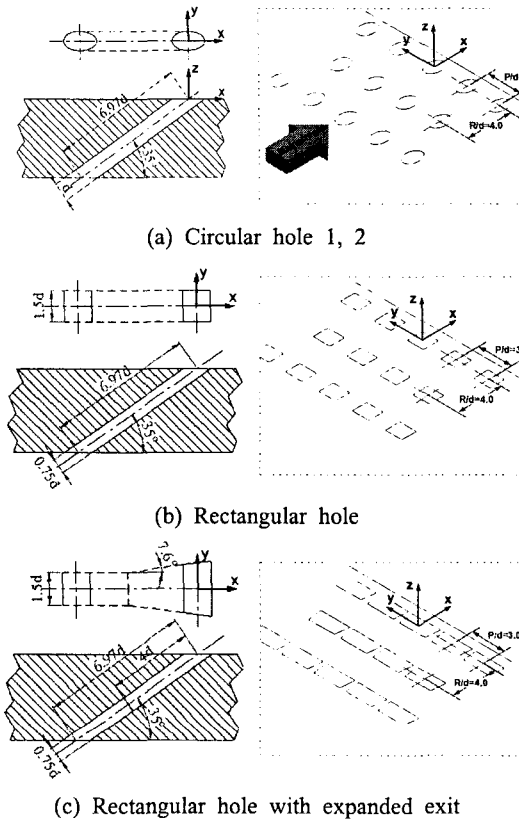 y
x
z
x
6.97d
d
35°
z
y
x
P/d
R/d=4.0
(a) Circular hole 1, 2
1.5d
y
x
6.97d
35°
0.75d
z
y
x
P/d=3.
R/d=4.0
(b) Rectangular hole
1.5d
7.6°
y
x
6.97d
4d
35°
0.75d
z
y
x
P/d=3.0
R/d=4.0
(c) Rectangular hole with expanded exit